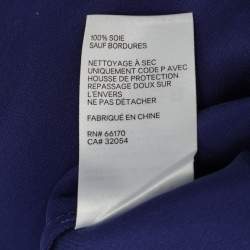 100% SOIE
SAUF BORDURES
NETTOYAGE À SEC
UNIQUEMENT CODE P AVEC
HOUSSE DE PROTECTION
REPASSAGE DOUX SUR
L'ENVERS
NE PAS DÉTACHER
FABRIQUÉ EN CHINE
RN# 66170
CA# 32054